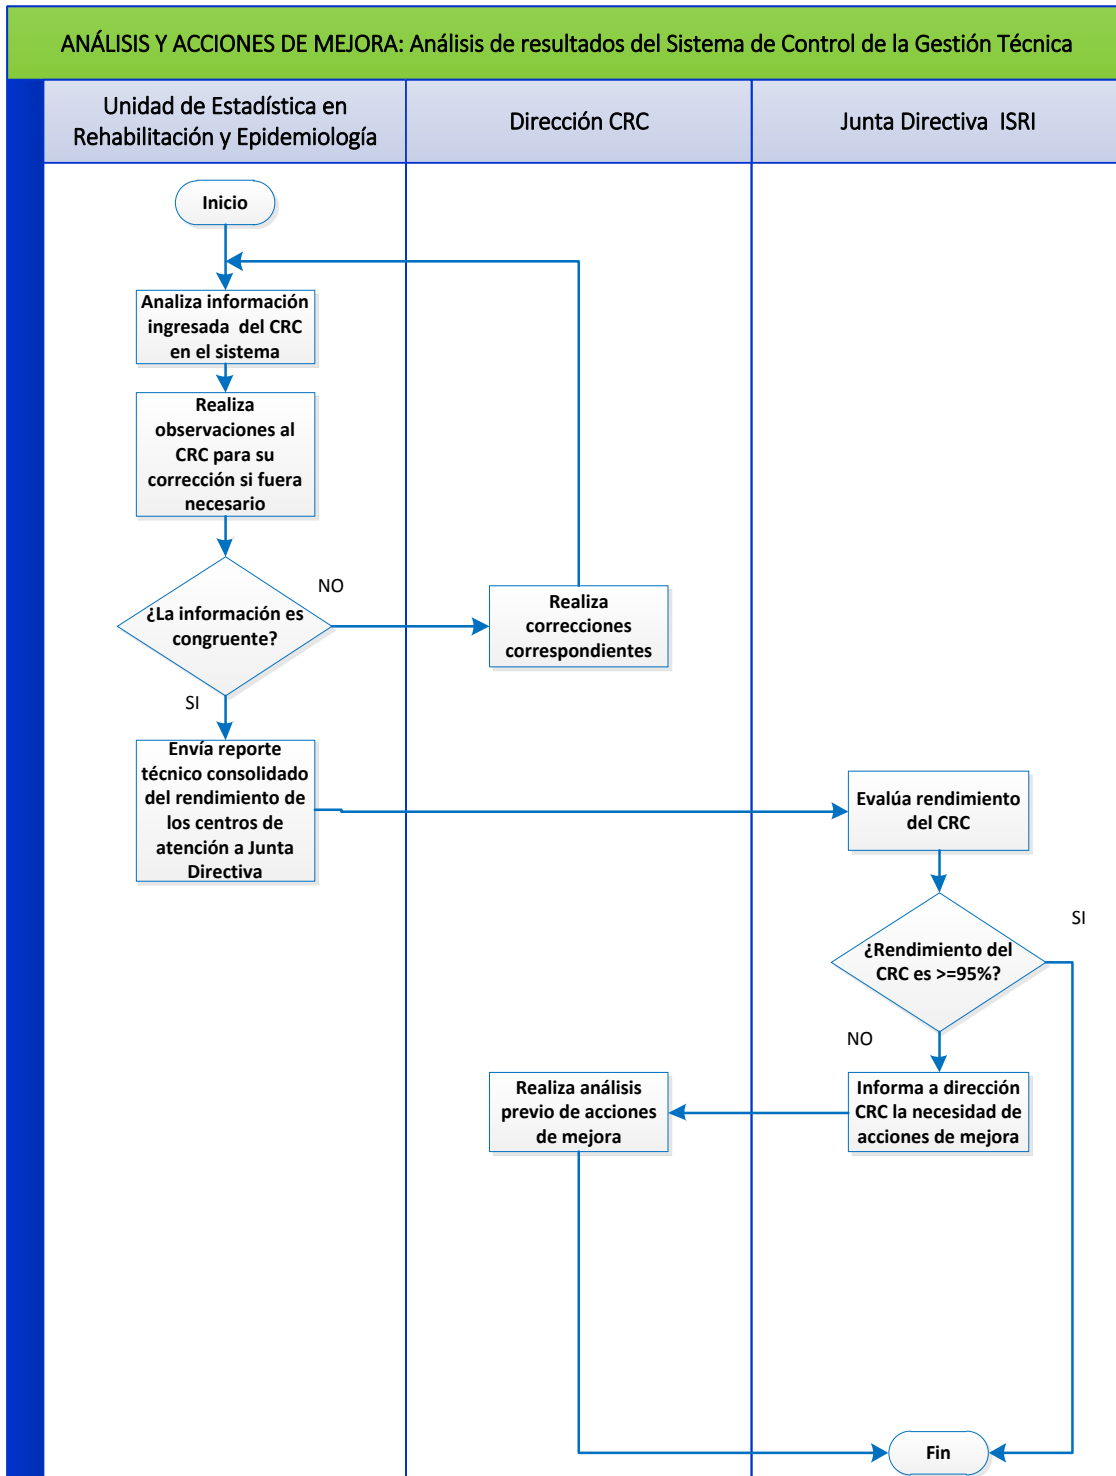 ANÁLISIS Y ACCIONES DE MEJORA: Análisis de resultados del Sistema de Control de la Gestión Técnica
Unidad de Estadística en
Rehabilitación y Epidemiología
Dirección CRC
Junta Directiva ISRI
Inicio
Analiza información
ingresada del CRC
en el sistema
Realiza
observaciones al
CRC para su
corrección si fuera
necesario
¿La información es
congruente?
NO
Realiza
correcciones
correspondientes
SI
Envía reporte
técnico consolidado
del rendimiento de
los centros de
atención a Junta
Directiva
Evalúa rendimiento
del CRC
¿Rendimiento del
CRC es >=95%?
SI
NO
Informa a dirección
CRC la necesidad de
acciones de mejora
Realiza análisis
previo de acciones
de mejora
Fin